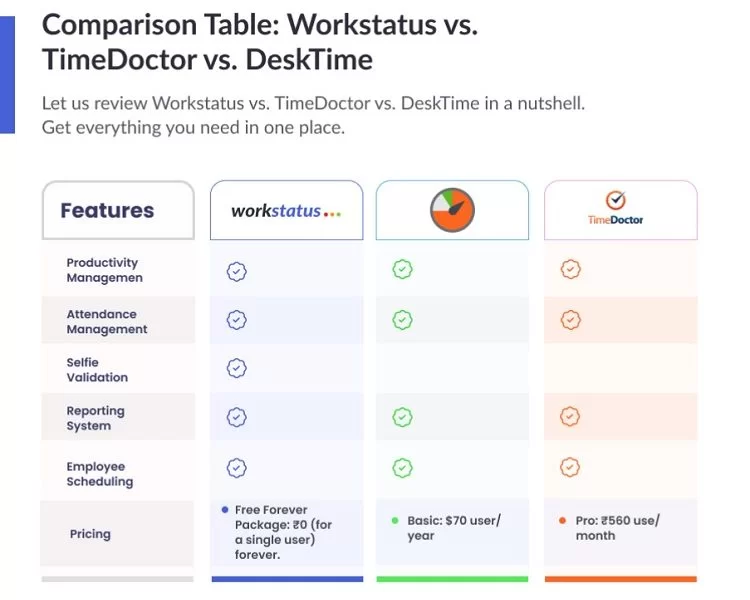 Comparison Table: Workstatus vs.
TimeDoctor vs. DeskTime
Let us review Workstatus vs. TimeDoctor vs. DeskTime in a nutshell.
Get everything you need in one place.
Features
workstatus
TimeDoctor
Productivity
Managemen
Attendance
Management
Selfie
Validation
Reporting
System
Employee
Scheduling
Pricing
Free Forever
Package: ₹0 (for
a single user)
forever.
Basic: $70 user/
year
Pro: ₹560 use/
month